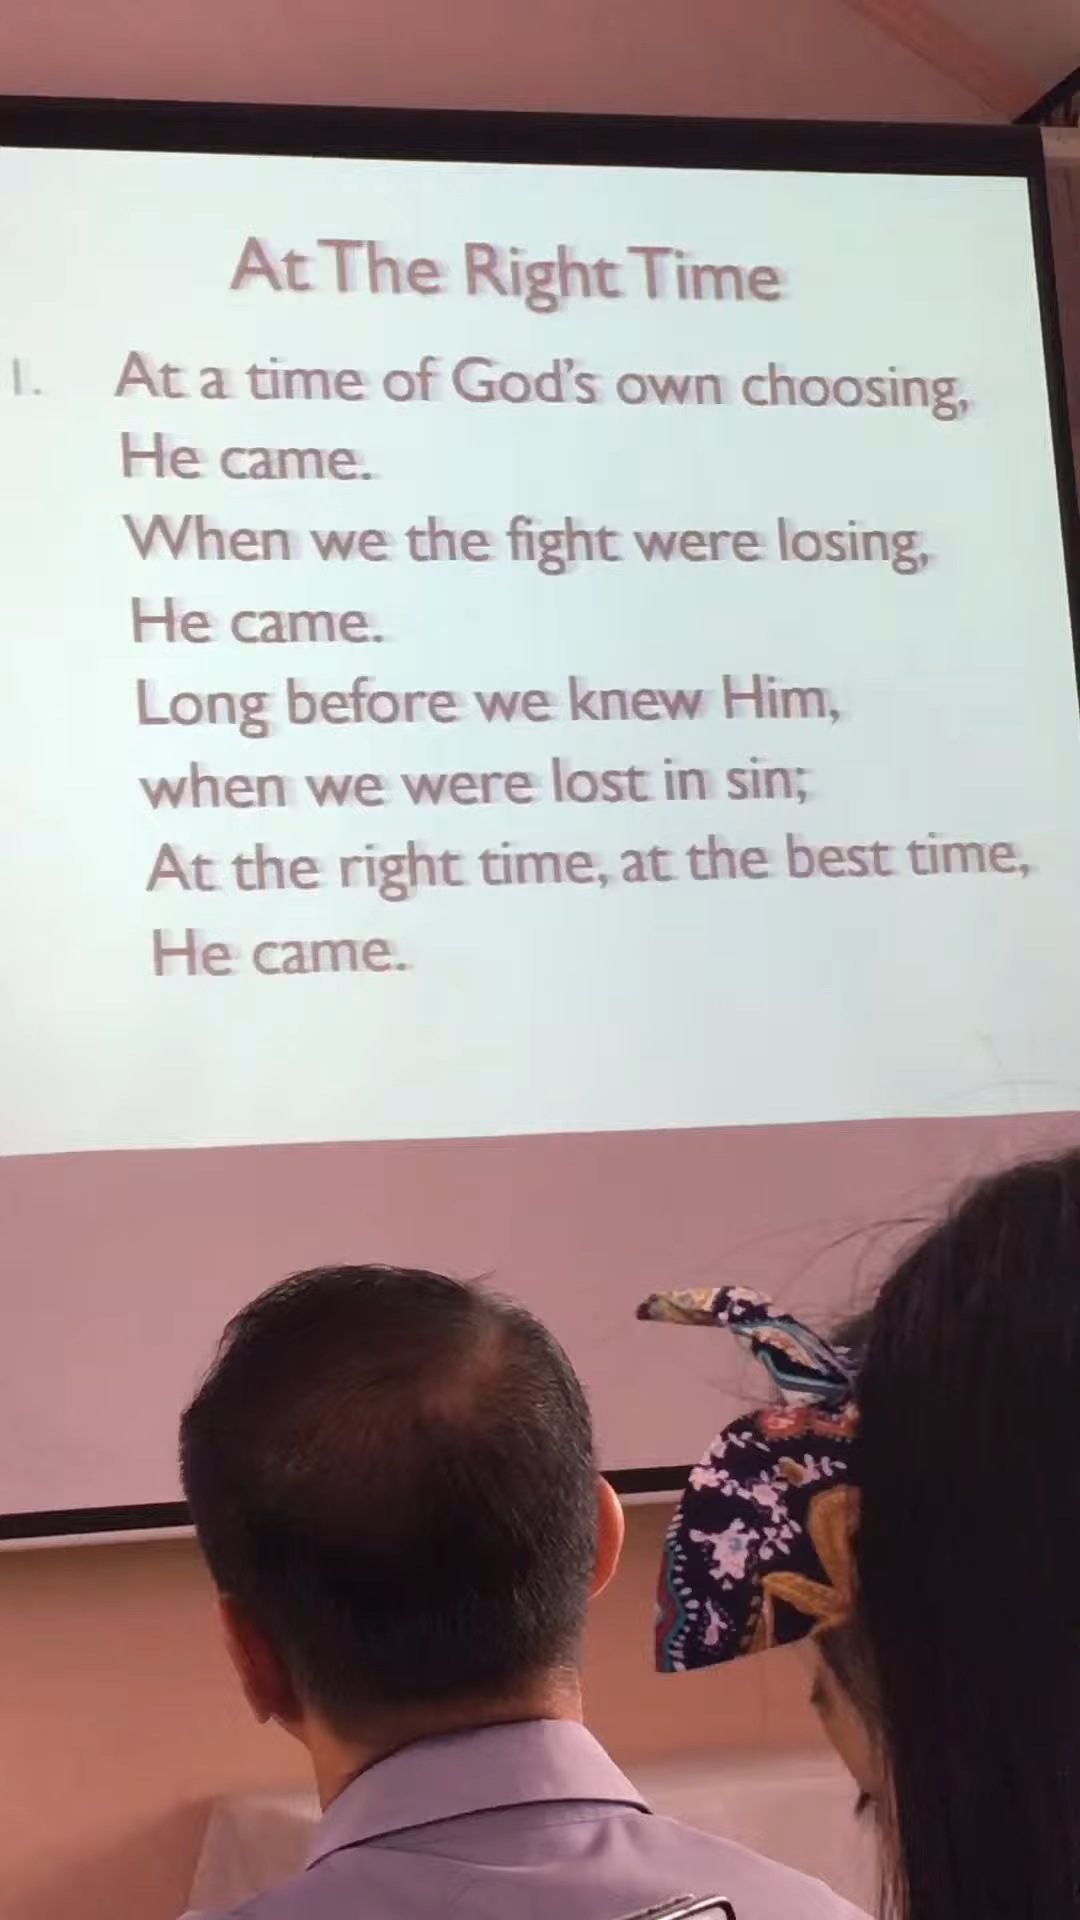 At The Right Time
1. At a time of God's own choosing,
He came.
When we the fight were losing,
He came.
Long before we knew Him,
when we were lost in sin;
At the right time, at the best time,
He came.